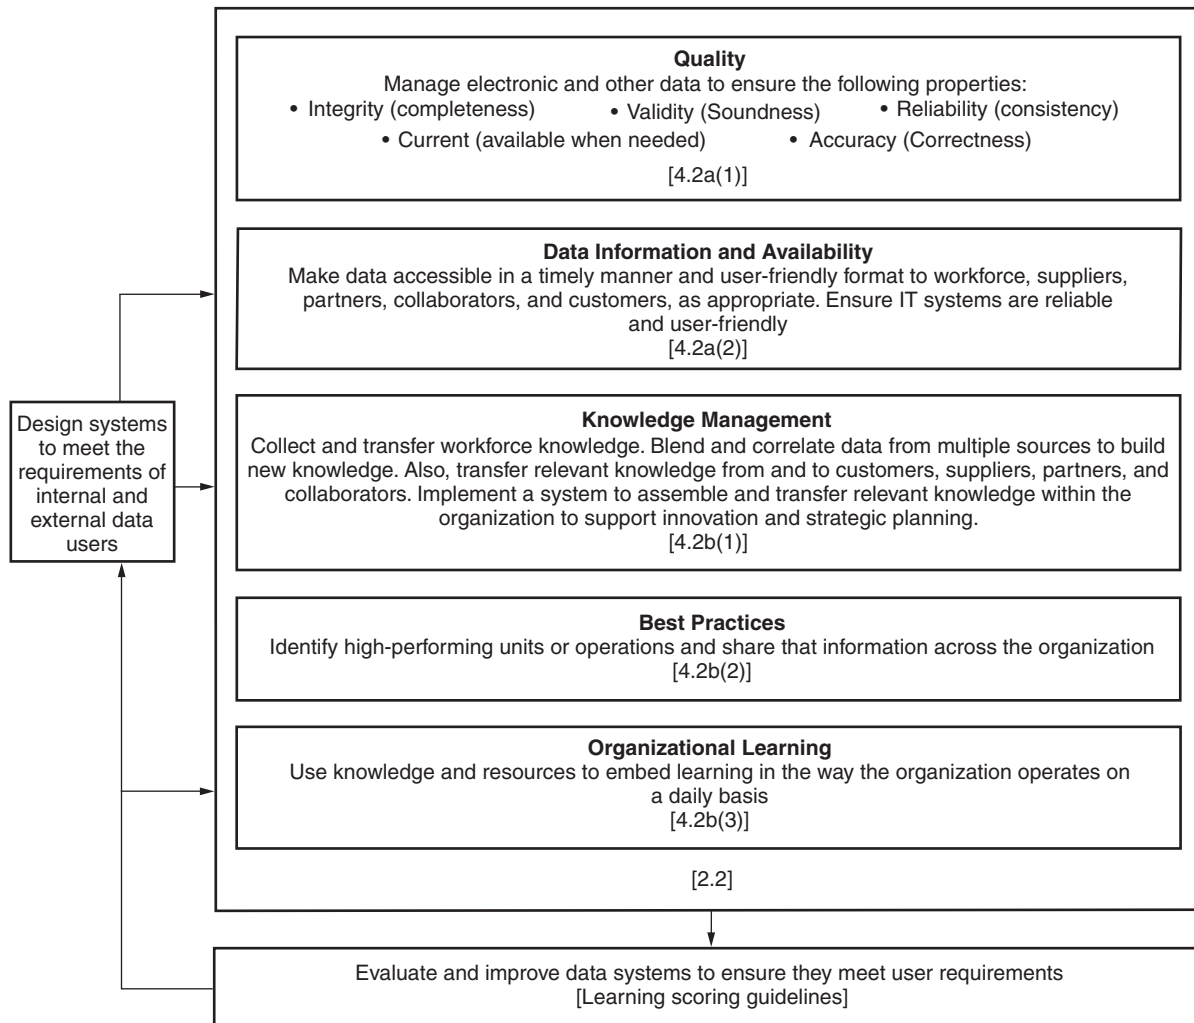 Quality
Manage electronic and other data to ensure the following properties:
• Integrity (completeness) • Validity (Soundness) • Reliability (consistency)
• Current (available when needed) • Accuracy (Correctness)
[4.2a(1)]
Data Information and Availability
Make data accessible in a timely manner and user-friendly format to workforce, suppliers,
partners, collaborators, and customers, as appropriate. Ensure IT systems are reliable
and user-friendly
[4.2a(2)]
Design systems
to meet the
requirements of
internal and
external data
users
Knowledge Management
Collect and transfer workforce knowledge. Blend and correlate data from multiple sources to build
new knowledge. Also, transfer relevant knowledge from and to customers, suppliers, partners, and
collaborators. Implement a system to assemble and transfer relevant knowledge within the
organization to support innovation and strategic planning.
[4.2b(1)]
Best Practices
Identify high-performing units or operations and share that information across the organization
[4.2b(2)]
Organizational Learning
Use knowledge and resources to embed learning in the way the organization operates on
a daily basis
[4.2b(3)]
[2.2]
Evaluate and improve data systems to ensure they meet user requirements
[Learning scoring guidelines]